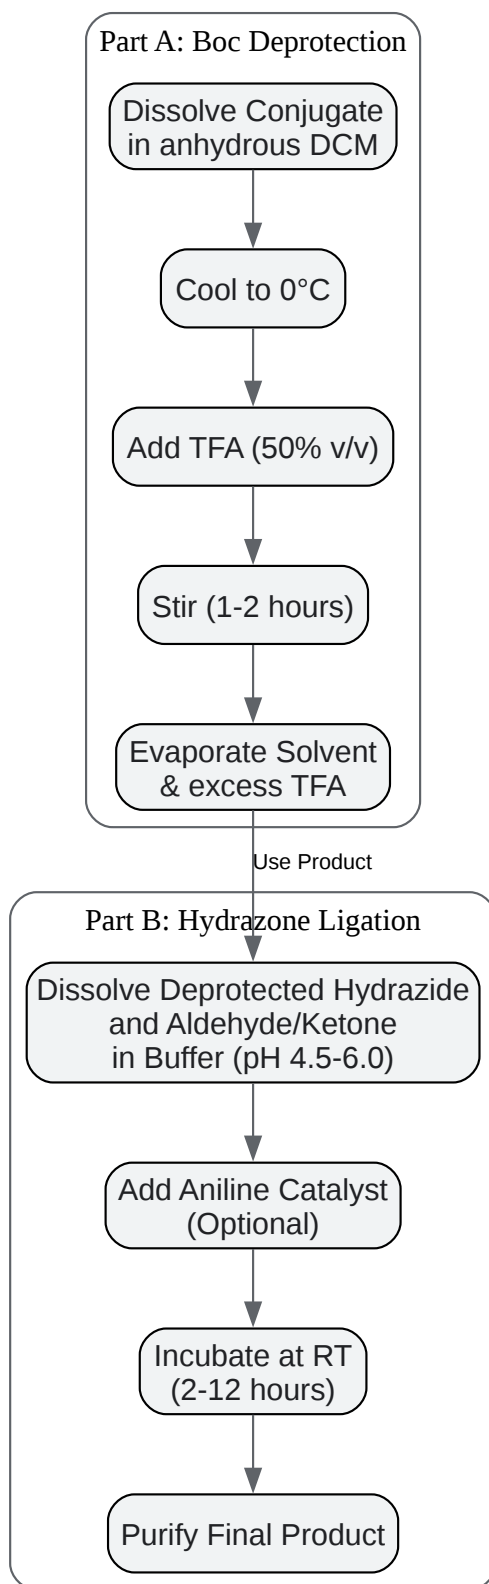 Part A: Boc Deprotection
Dissolve Conjugate
in anhydrous DCM
Cool to 0°C
Add TFA (50% v/v)
Stir (1-2 hours)
Evaporate Solvent
& excess TFA
Use Product
Part B: Hydrazone Ligation
Dissolve Deprotected Hydrazide
and Aldehyde/Ketone
in Buffer (pH 4.5-6.0)
Add Aniline Catalyst
(Optional)
Incubate at RT
(2-12 hours)
Purify Final Product